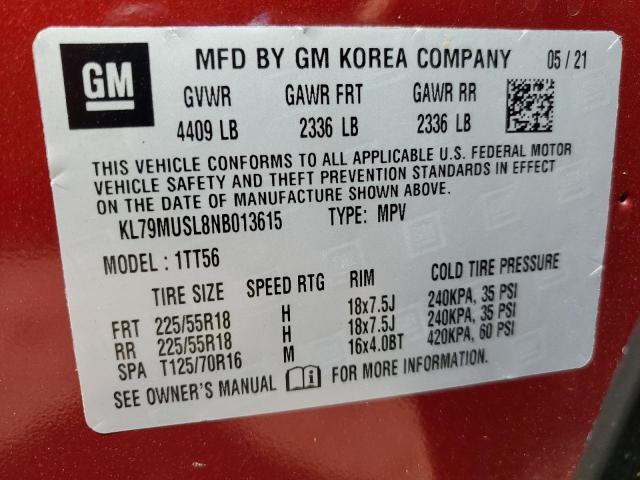 GM
MFD BY GM KOREA COMPANY 05 / 21
GVWR GAWR FRT GAWR RR
4409 LB 2336 LB 2336 LB
THIS VEHICLE CONFORMS TO ALL APPLICABLE U.S. FEDERAL MOTOR
VEHICLE SAFETY AND THEFT PREVENTION STANDARDS IN EFFECT
ON THE DATE OF MANUFACTURE SHOWN ABOVE.
KL79MUSL8NB013615 TYPE: MPV
MODEL : 1TT56
TIRE SIZE SPEED RTG RIM COLD TIRE PRESSURE
FRT 225/55R18 H 18x7.5J 240KPA, 35 PSI
RR 225/55R18 H 18x7.5J 240KPA, 35 PSI
SPA T125/70R16 M 16x4.0BT 420KPA, 60 PSI
SEE OWNER'S MANUAL FOR MORE INFORMATION.